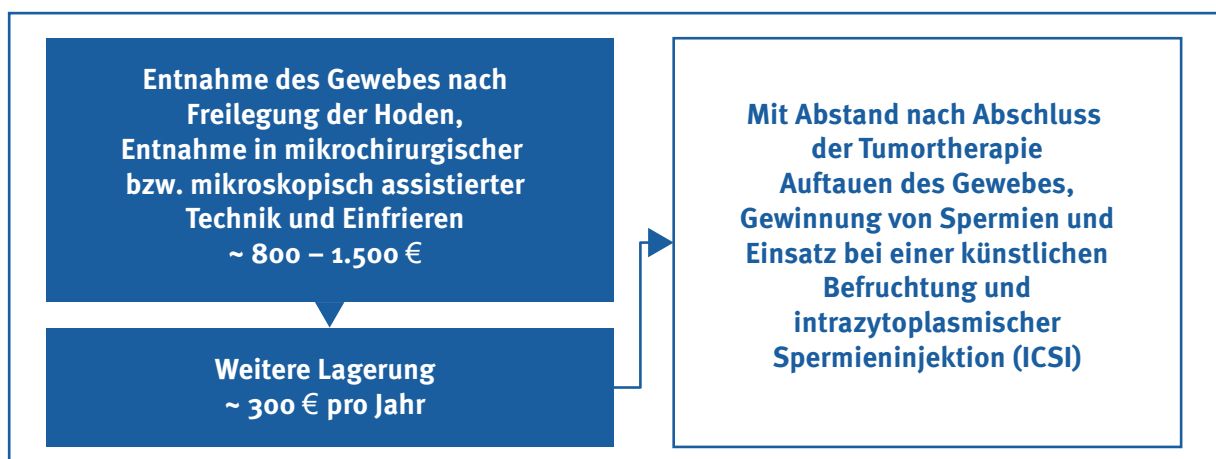 Entnahme des Gewebes nach
Freilegung der Hoden,
Entnahme in mikrochirurgischer
bzw. mikroskopisch assistierter
Technik und Einfrieren
~ 800 – 1.500 €
Weitere Lagerung
~ 300 € pro Jahr
Mit Abstand nach Abschluss
der Tumortherapie
Auftauen des Gewebes,
Gewinnung von Spermien und
Einsatz bei einer künstlichen
Befruchtung und
intrazytoplasmischer
Spermieninjektion (ICSI)